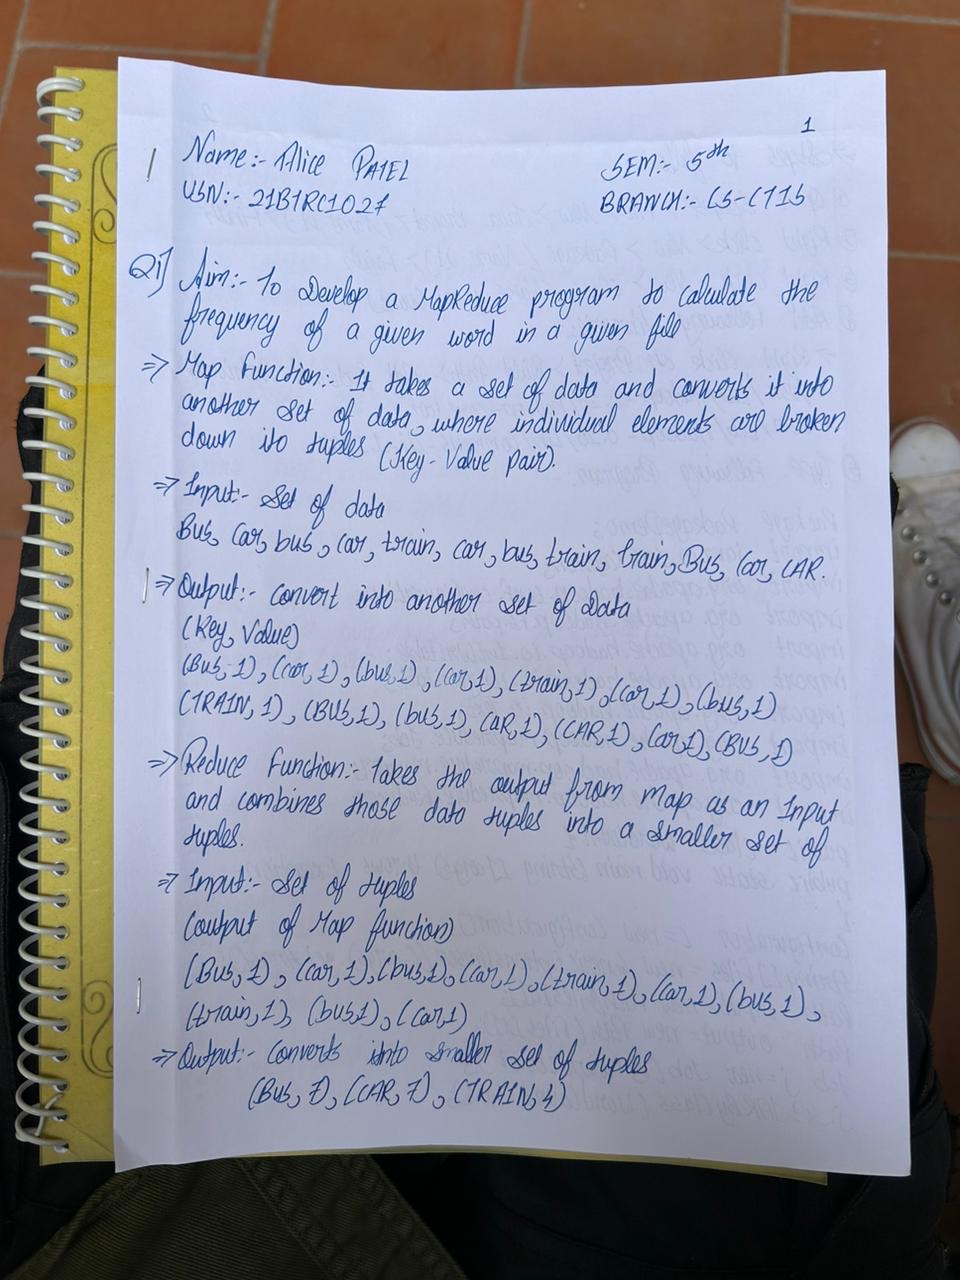 1
Name:- Alice PATEL
SEM:- 5th
USN:- 21BTRC1027
BRANCH:- CS-CTIS
Q1] Aim:- To Develop a MapReduce program to calculate the
frequency of a given word in a given file
=> Map Function:- It takes a set of data and converts it into
another set of data, where individual elements are broken
down ito tuples (Key-Value pair).
=> Input:- Set of data
Bus, Car, bus, car, train, car, bus, train, train, Bus, Car, CAR.
=> Output:- convert into another set of Data
(Key, Value)
(Bus, 1), (car, 1), (bus, 1), (car, 1), (train, 1), (car, 1), (bus, 1)
(TRAIN, 1), (BUS, 1), (bus, 1), CAR, 1), (CAR, 1), (car, 1), (BUS, 1)
=> Reduce Function:- Takes the output from Map as an Input
and combines those data tuples into a smaller set of
tuples.
=> Input:- Set of tuples
(output of Map function)
(Bus, 1), (car, 1), (bus, 1), (car, 1), (train, 1), (car, 1), (bus, 1),
(train, 1), (bus, 1), (car, 1)
=> Output:- Converts into smaller set of tuples
(Bus, 7), (CAR, 7), (TRAIN, 4)